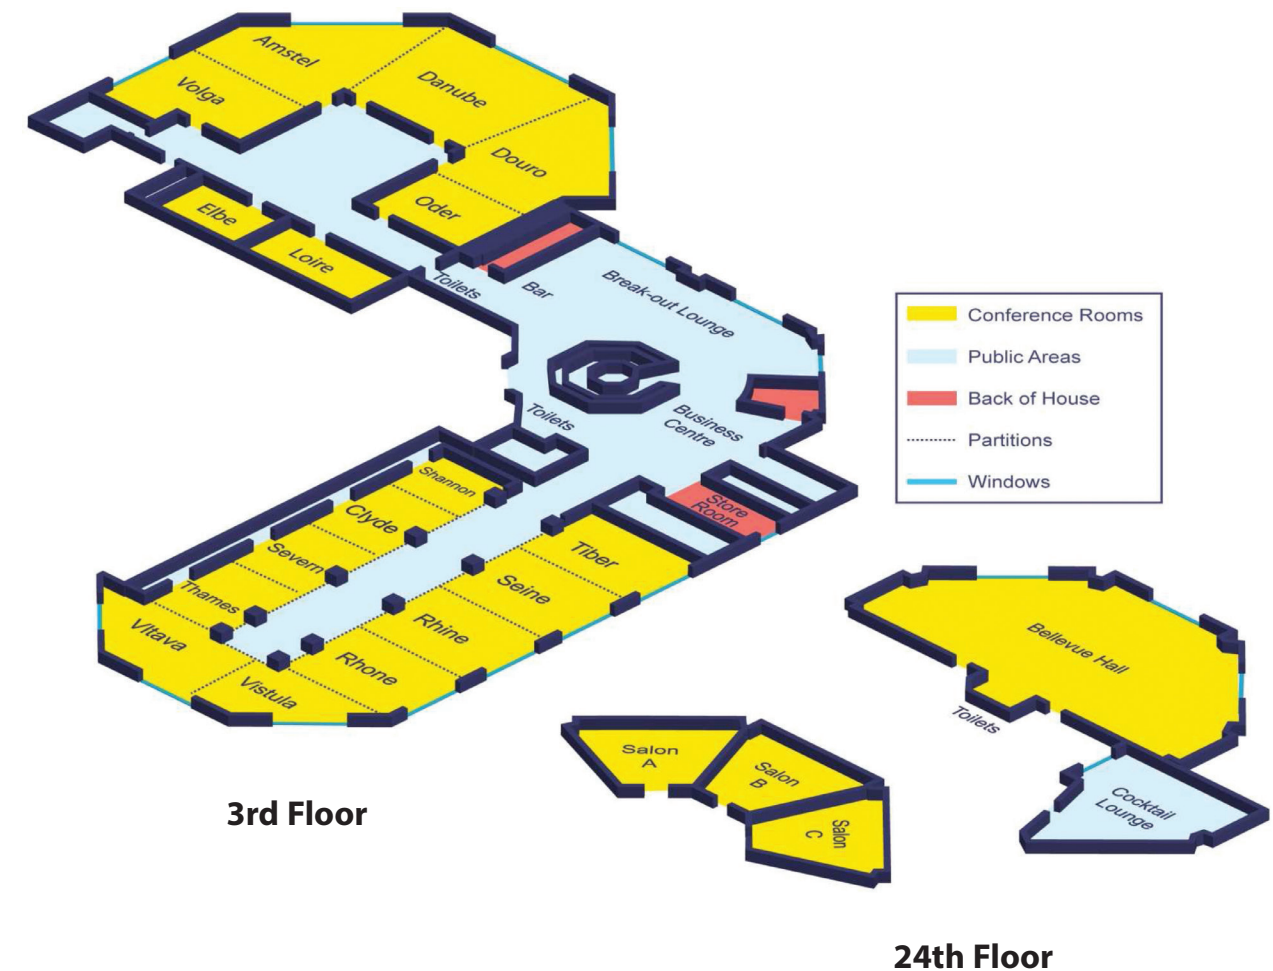 Amstel
Volga
Danube
Douro
Oder
Elbe
Loire
Toilets
Bar
Break-out Lounge
Toilets
Business
Centre
Store
Room
Shannon
Clyde
Severn
Thames
Vltava
Vistula
Rhone
Rhine
Seine
Tiber
3rd Floor
Conference Rooms
Public Areas
Back of House
Partitions
Windows
Bellevue Hall
Toilets
Cocktail
Lounge
Salon
A
Salon
B
Salon
C
24th Floor